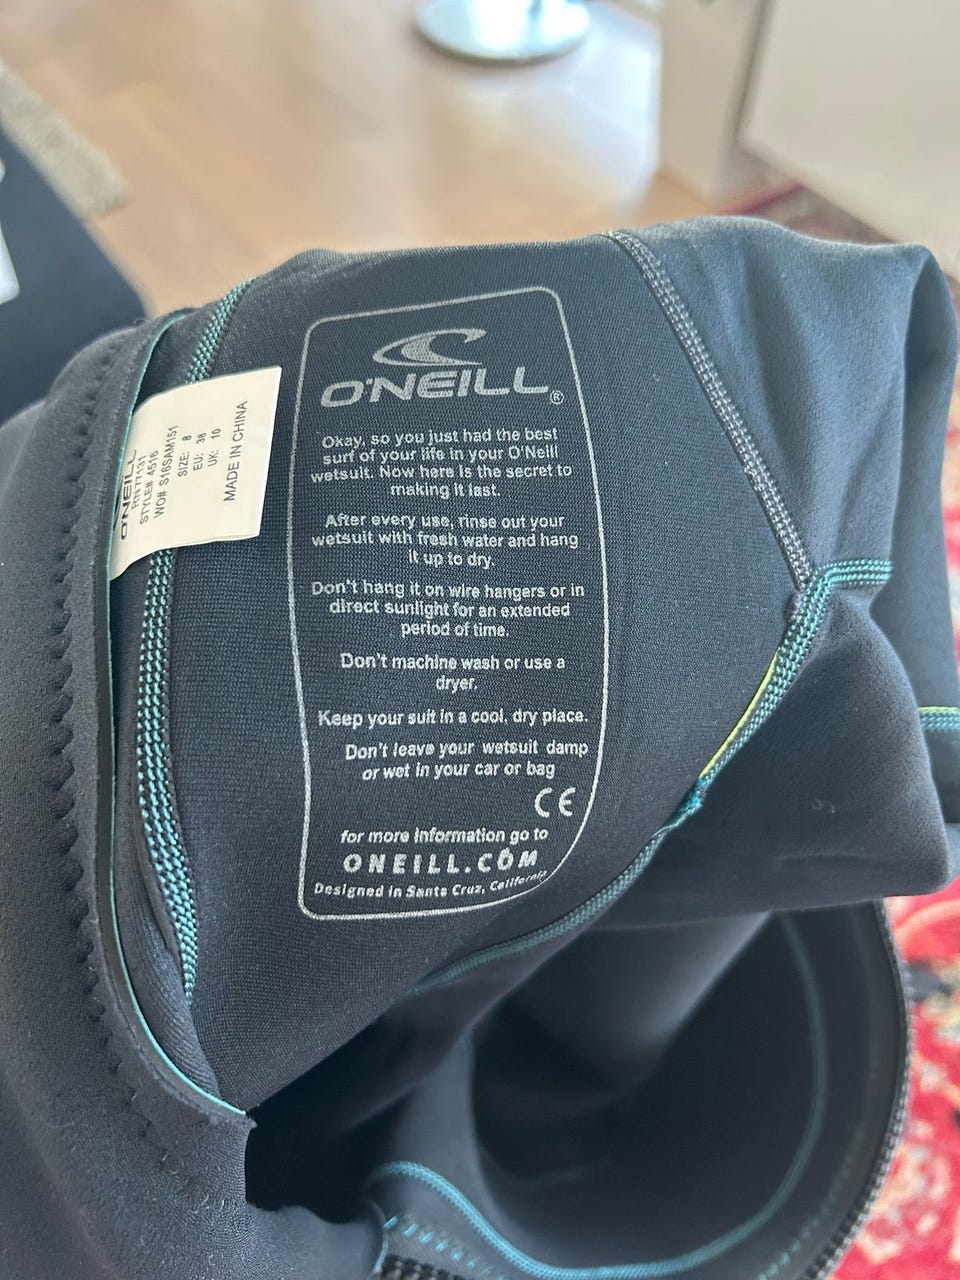 O'NEILL
RN77131
STYLE# 4516
WO# S16SAM151
SIZE: 8
EU: 38
UK: 10
MADE IN CHINA
O'NEILL®
Okay, so you just had the best
surf of your life in your O'Neill
wetsuit. Now here is the secret to
making it last.
After every use, rinse out your
wetsuit with fresh water and hang
it up to dry.
Don't hang it on wire hangers or in
direct sunlight for an extended
period of time.
Don't machine wash or use a
dryer.
Keep your suit in a cool, dry place.
Don't leave your wetsuit damp
or wet in your car or bag
CE
for more information go to
ONEILL.COM
Designed in Santa Cruz, California